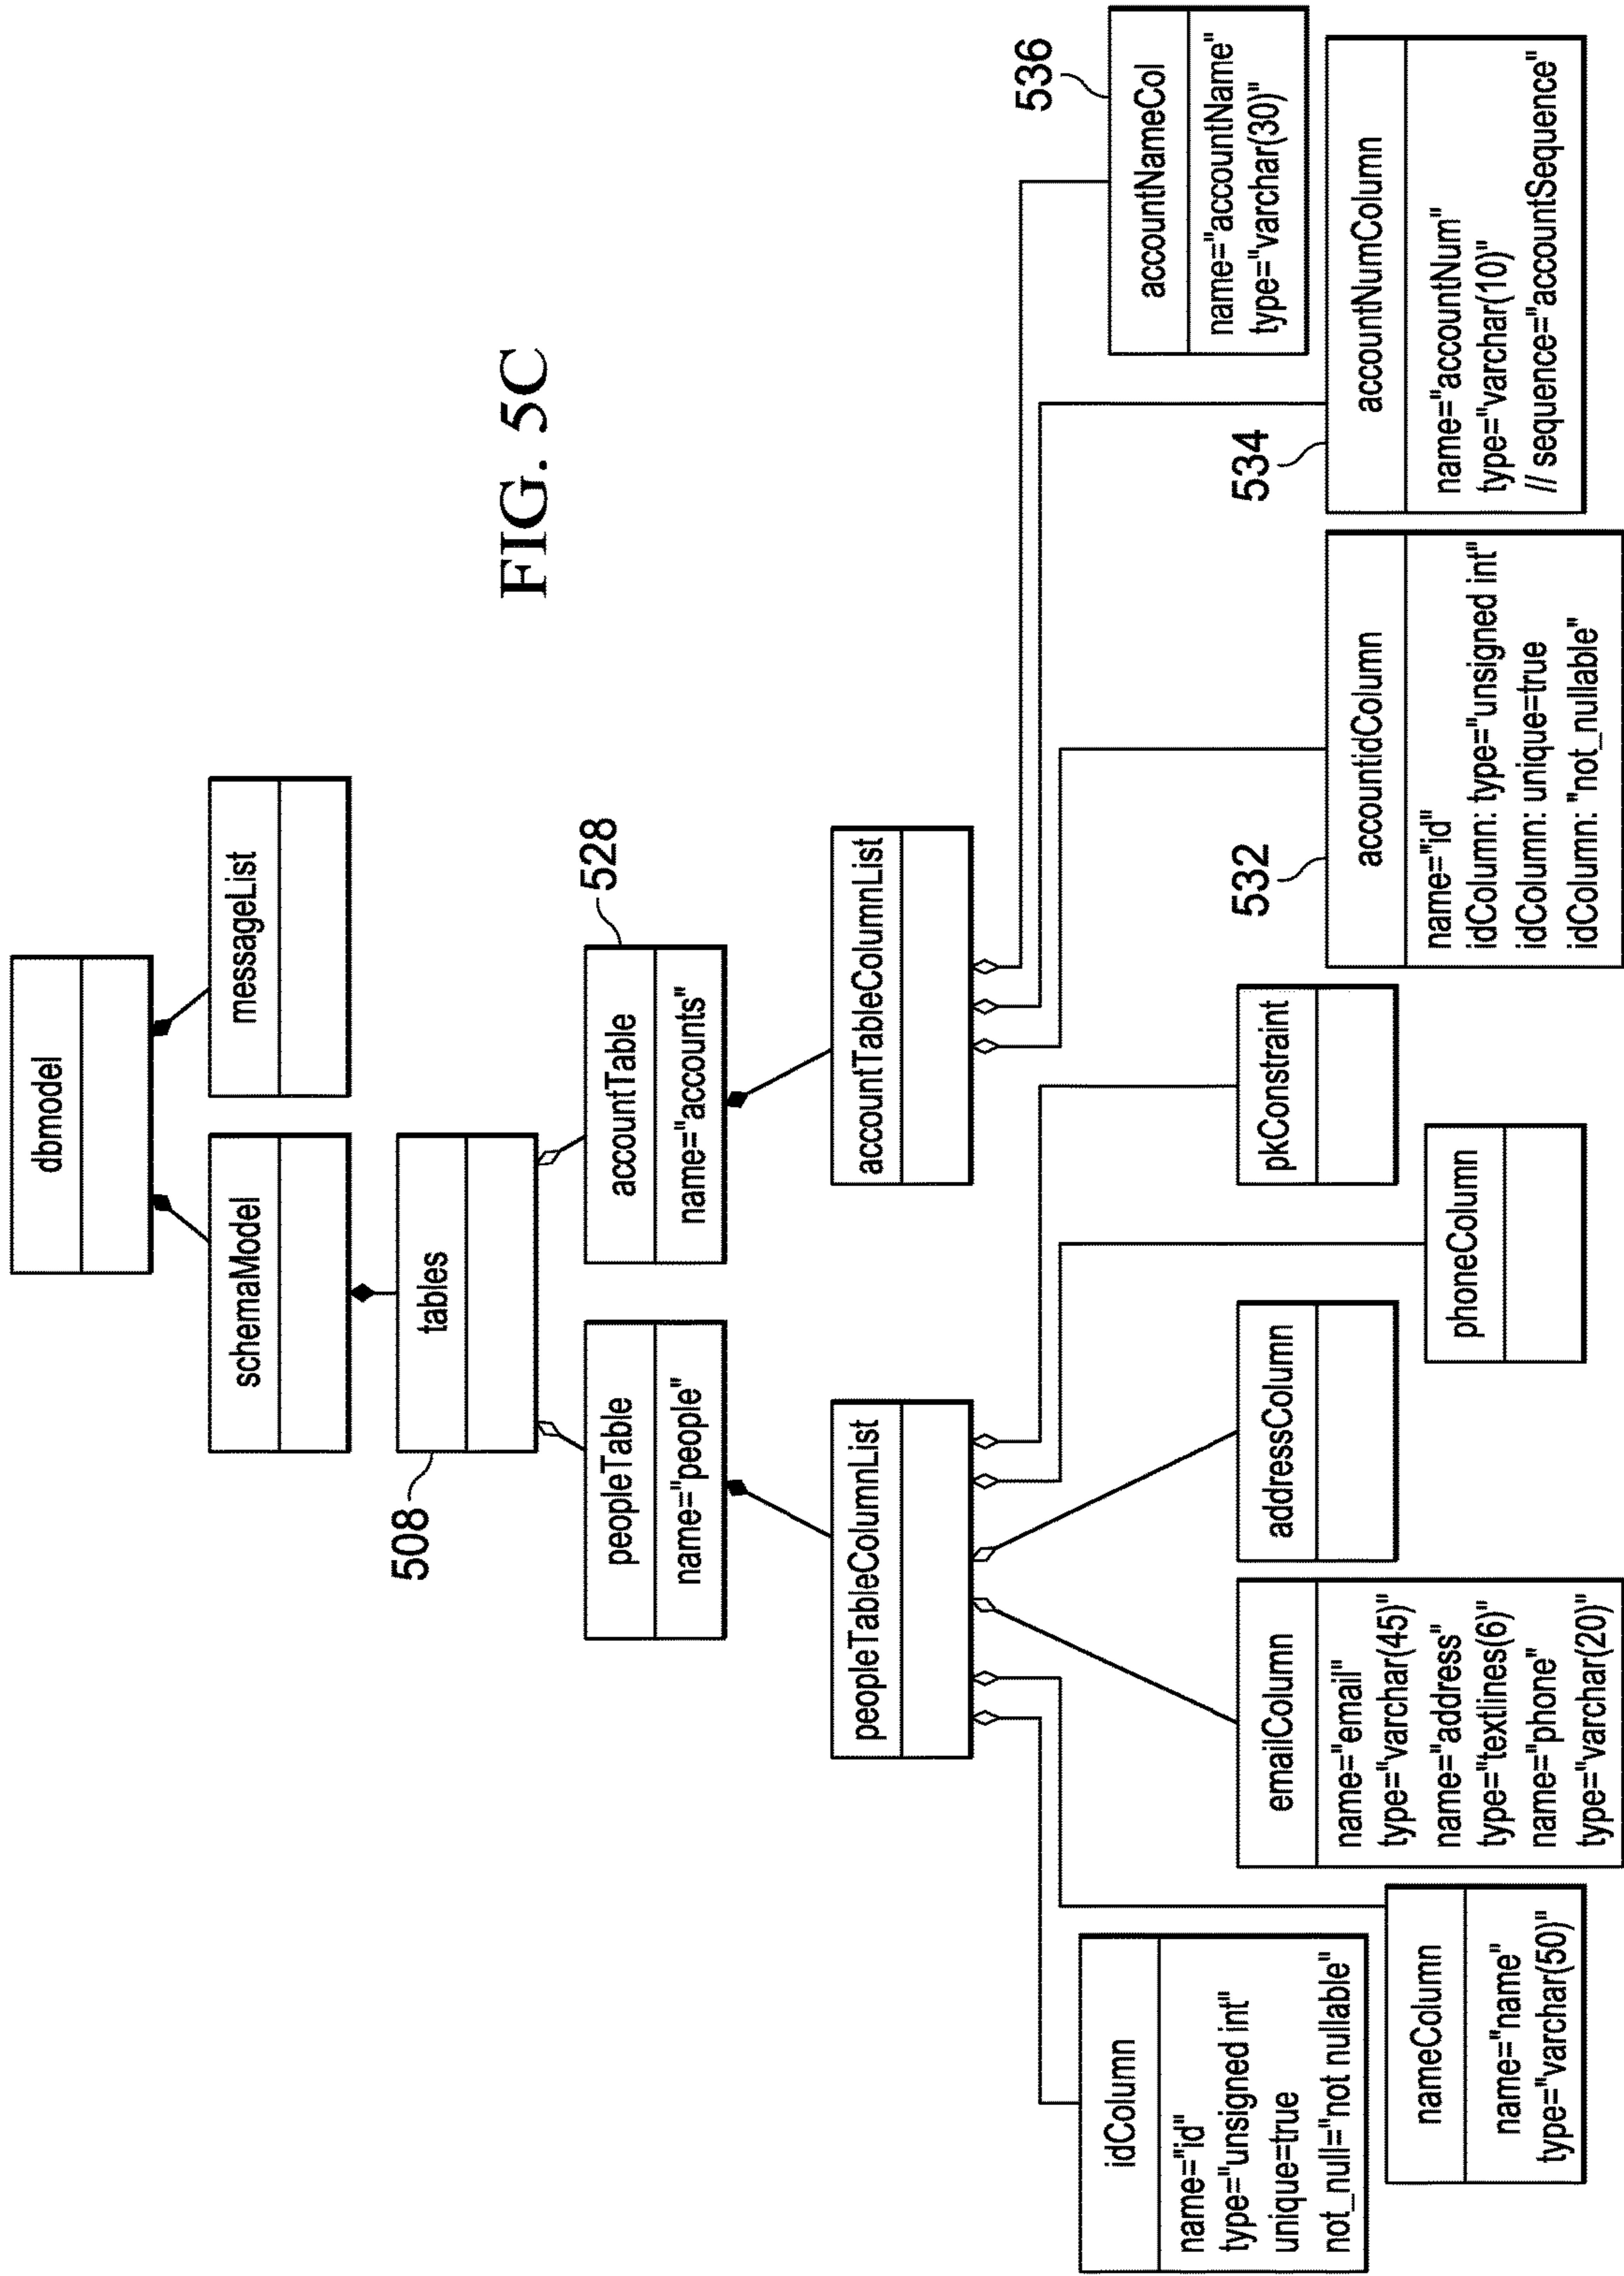 dbmodel
schemaModel
messageList
508
tables
peopleTable
name="people"
accountTable
name="accounts"
528
FIG. 5C
peopleTableColumnList
accountTableColumnList
idColumn
name="id"
type="unsigned int"
unique=true
not_null="not nullable"
nameColumn
name="name"
type="varchar(50)"
emailColumn
name="email"
type="varchar(45)"
name="address"
type="textlines(6)"
name="phone"
type="varchar(20)"
addressColumn
phoneColumn
pkConstraint
532
accountidColumn
name="id"
idColumn: type="unsigned int"
idColumn: unique=true
idColumn: "not_nullable"
534
accountNumColumn
name="accountNum"
type="varchar(10)"
// sequence="accountSequence"
536
accountNameCol
name="accountName"
type="varchar(30)"